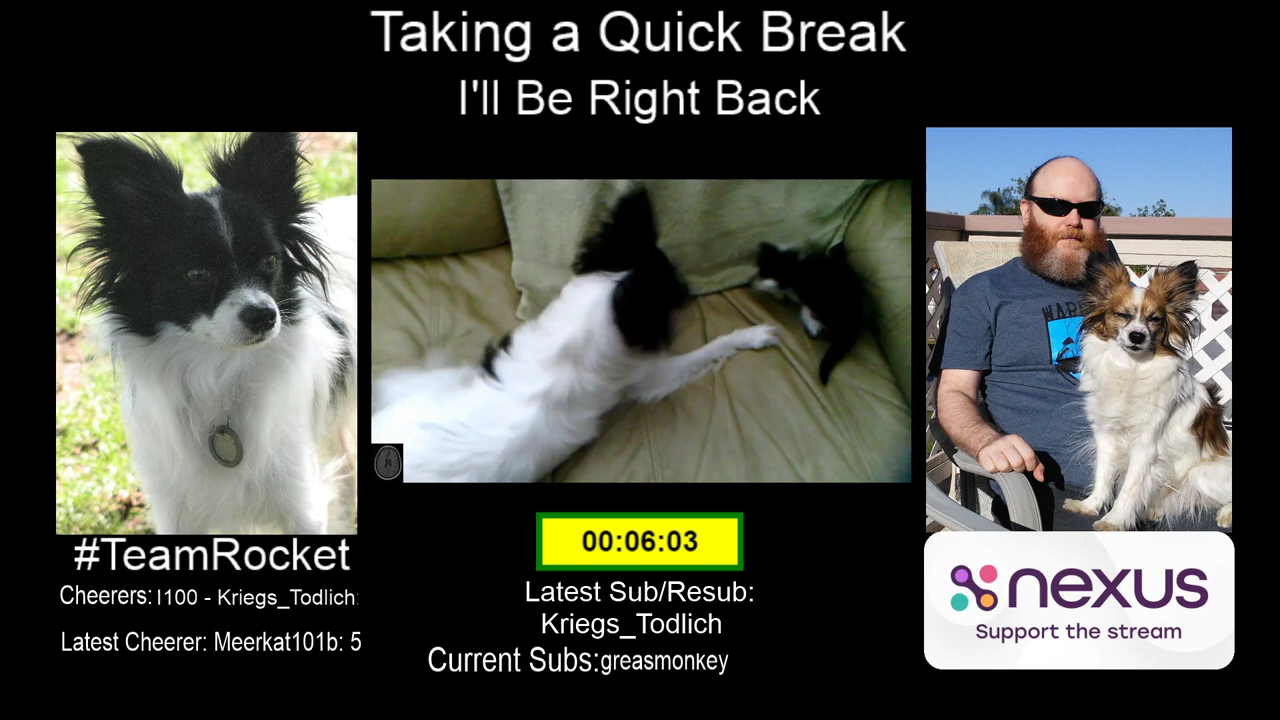 Taking a Quick Break
I'll Be Right Back
#TeamRocket
Cheerers:
100 - Kriegs_Todlich:
Latest Cheerer: Meerkat101b: 5
00:06:03
Latest Sub/Resub:
Kriegs_Todlich
Current Subs:greasmonkey
nexus
Support the stream